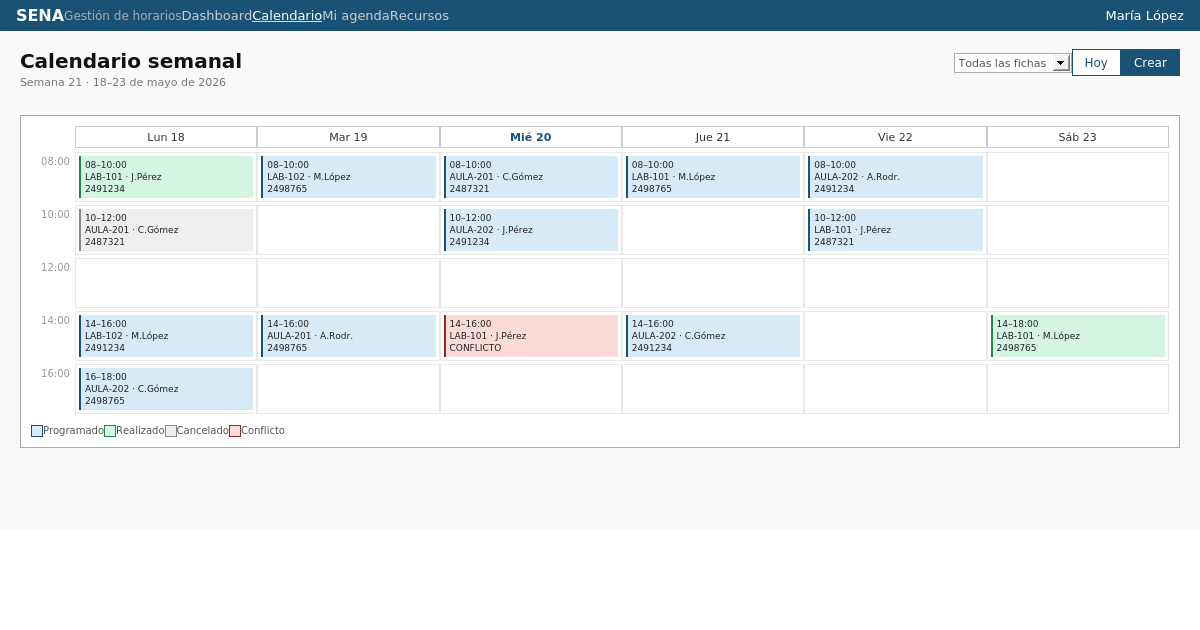 SENA Gestión de horarios Dashboard Calendario Mi agenda Recursos María López
Calendario semanal
Semana 21 · 18–23 de mayo de 2026
Todas las fichas Hoy Crear
Lun 18 Mar 19 Mié 20 Jue 21 Vie 22 Sáb 23
08:00
08–10:00
LAB-101 · J.Pérez
2491234
08–10:00
LAB-102 · M.López
2498765
08–10:00
AULA-201 · C.Gómez
2487321
08–10:00
LAB-101 · M.López
2498765
08–10:00
AULA-202 · A.Rodr.
2491234
10:00
10–12:00
AULA-201 · C.Gómez
2487321
10–12:00
AULA-202 · J.Pérez
2491234
10–12:00
LAB-101 · J.Pérez
2487321
12:00
14:00
14–16:00
LAB-102 · M.López
2491234
14–16:00
AULA-201 · A.Rodr.
2498765
14–16:00
LAB-101 · J.Pérez
CONFLICTO
14–16:00
AULA-202 · C.Gómez
2491234
14–18:00
LAB-101 · M.López
2498765
16:00
16–18:00
AULA-202 · C.Gómez
2498765
Programado Realizado Cancelado Conflicto